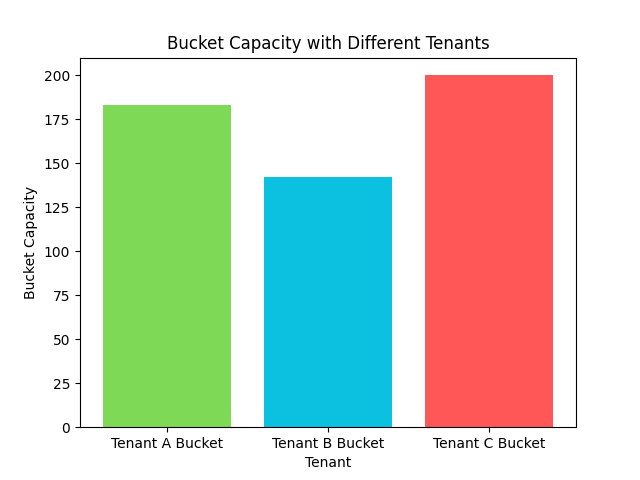 Bucket Capacity with Different Tenants
200
175
150
125
100
75
50
25
0
Bucket Capacity
Tenant A Bucket
Tenant B Bucket
Tenant C Bucket
Tenant